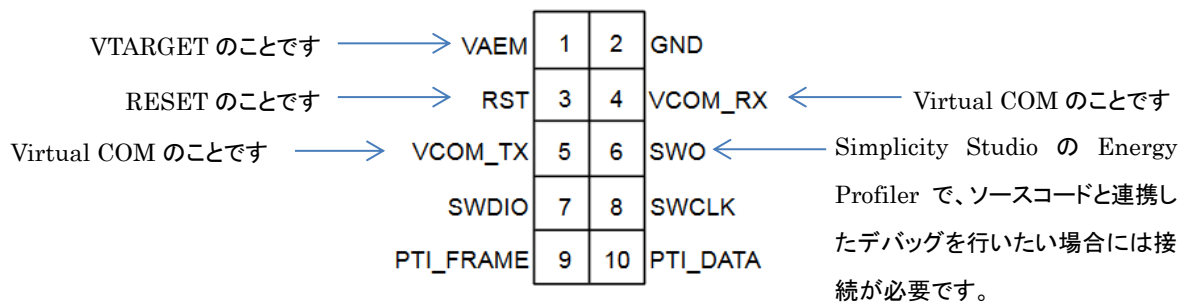 VTARGET のことです VAEM 1 2 GND
RESET のことです RST 3 4 VCOM_RX Virtual COM のことです
Virtual COM のことです VCOM_TX 5 6 SWO Simplicity Studio の Energy
Profiler で、ソースコードと連携し
SWDIO 7 8 SWCLK
たデバッグを行いたい場合には接
PTI_FRAME 9 10 PTI_DATA
続が必要です。